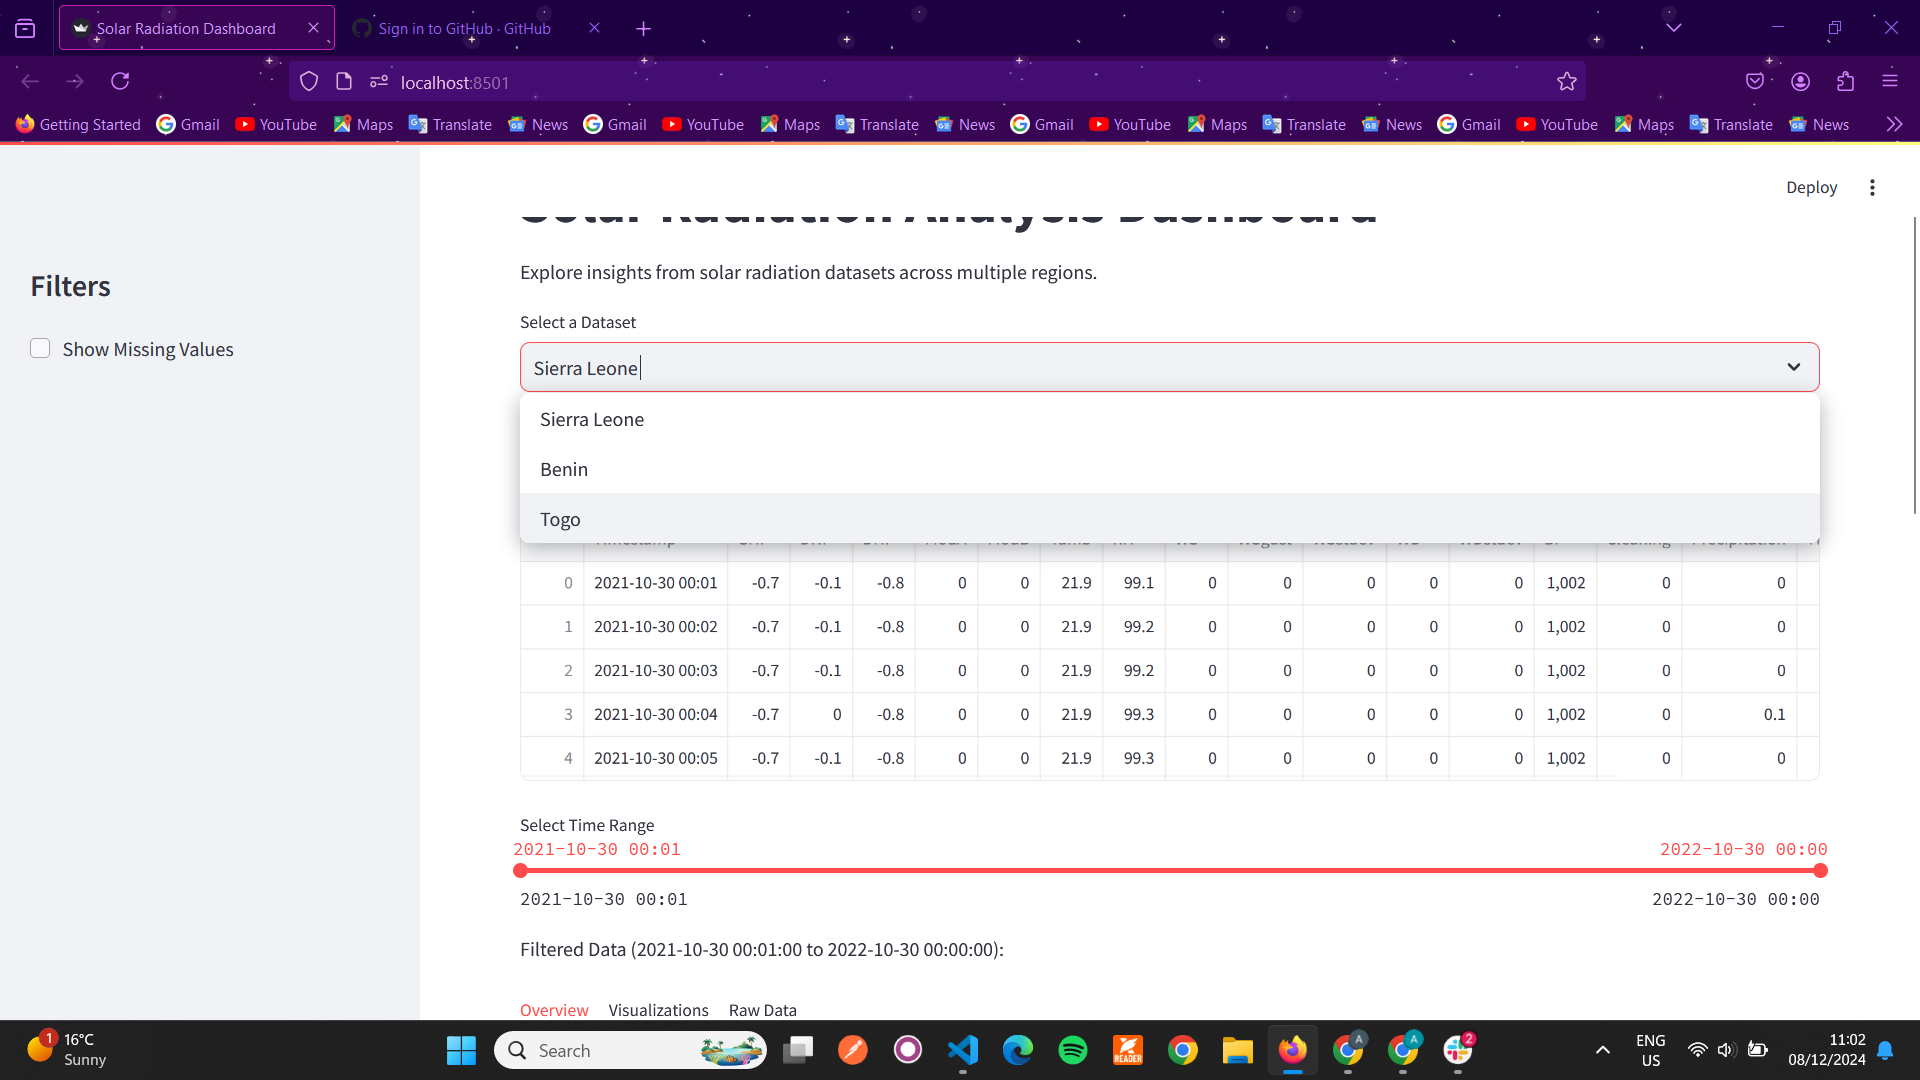 Solar Radiation Dashboard
Sign in to GitHub · GitHub
localhost:8501
Getting Started Gmail YouTube Maps Translate News Gmail YouTube Maps Translate News Gmail YouTube Maps Translate News Gmail YouTube Maps Translate News
Deploy
Solar Radiation Analysis Dashboard
Filters
Show Missing Values
Explore insights from solar radiation datasets across multiple regions.
Select a Dataset
Sierra Leone
Sierra Leone
Benin
Togo
0 2021-10-30 00:01 -0.7 -0.1 -0.8 0 0 21.9 99.1 0 0 0 0 0 1,002 0 0
1 2021-10-30 00:02 -0.7 -0.1 -0.8 0 0 21.9 99.2 0 0 0 0 0 1,002 0 0
2 2021-10-30 00:03 -0.7 -0.1 -0.8 0 0 21.9 99.2 0 0 0 0 0 1,002 0 0
3 2021-10-30 00:04 -0.7 0 -0.8 0 0 21.9 99.3 0 0 0 0 0 1,002 0 0.1
4 2021-10-30 00:05 -0.7 -0.1 -0.8 0 0 21.9 99.3 0 0 0 0 0 1,002 0 0
Select Time Range
2021-10-30 00:01 2022-10-30 00:00
2021-10-30 00:01 2022-10-30 00:00
Filtered Data (2021-10-30 00:01:00 to 2022-10-30 00:00:00):
Overview Visualizations Raw Data
1
16°C
Sunny
Search
READER
A
A
2
ENG
US
11:02
08/12/2024